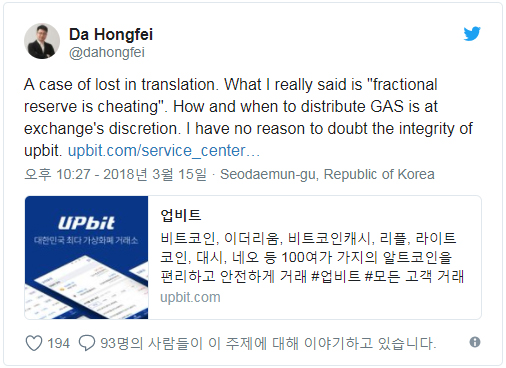 Da Hongfei
@dahongfei
A case of lost in translation. What I really said is "fractional
reserve is cheating". How and when to distribute GAS is at
exchange's discretion. I have no reason to doubt the integrity of
upbit. upbit.com/service_center…
오후 10:27 - 2018년 3월 15일 · Seodaemun-gu, Republic of Korea
UPbit
대한민국 최다 가상화폐 거래소
업비트
비트코인, 이더리움, 비트코인캐시, 리플, 라이트
코인, 대시, 네오 등 100여가 가지의 알트코인을
편리하고 안전하게 거래 #업비트 #모든 고객 거래
upbit.com
194 93명의 사람들이 이 주제에 대해 이야기하고 있습니다.